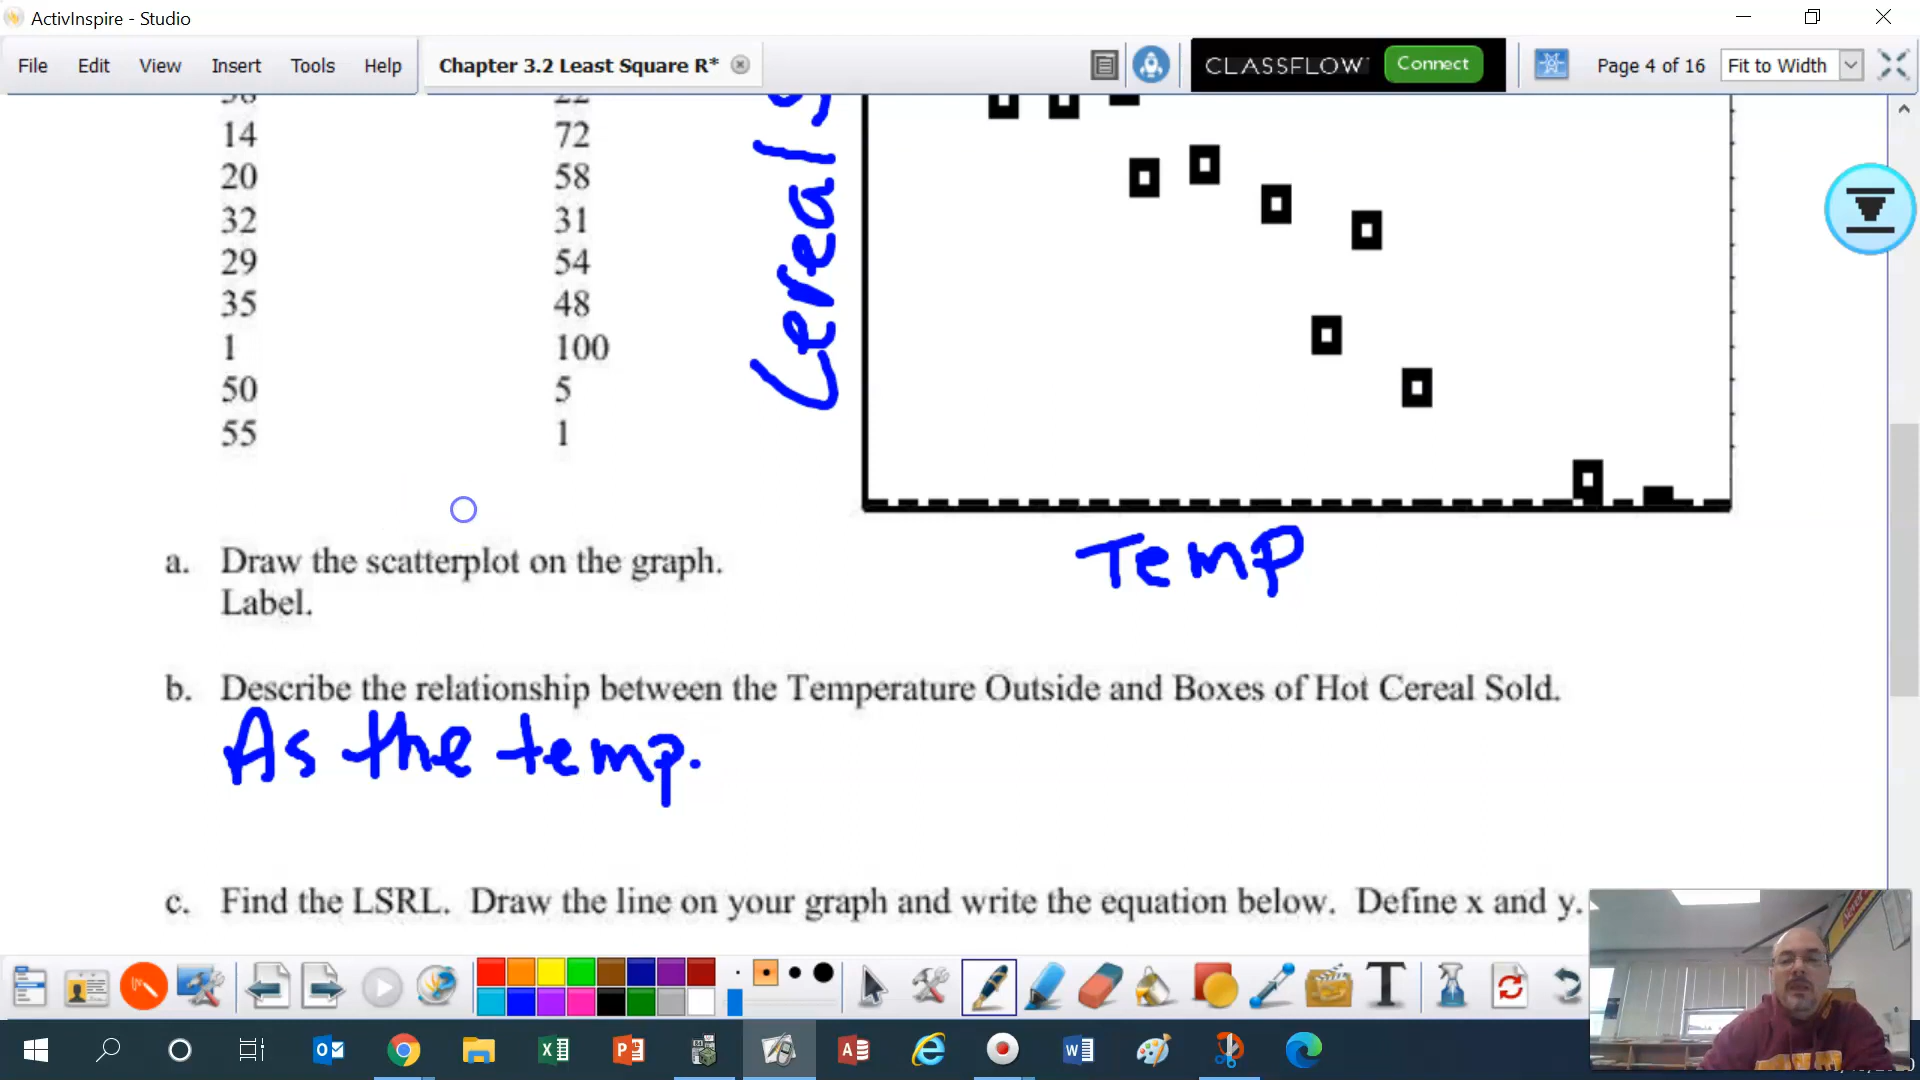 ActivInspire - Studio
File Edit View Insert Tools Help Chapter 3.2 Least Square R* CLASSFLOW Connect Page 4 of 16 Fit to Width
14 72
20 58
32 31
29 54
35 48
1 100
50 5
55 1
Cereal
Temp
a. Draw the scatterplot on the graph.
Label.
b. Describe the relationship between the Temperature Outside and Boxes of Hot Cereal Sold.
As the temp.
c. Find the LSRL. Draw the line on your graph and write the equation below. Define x and y.